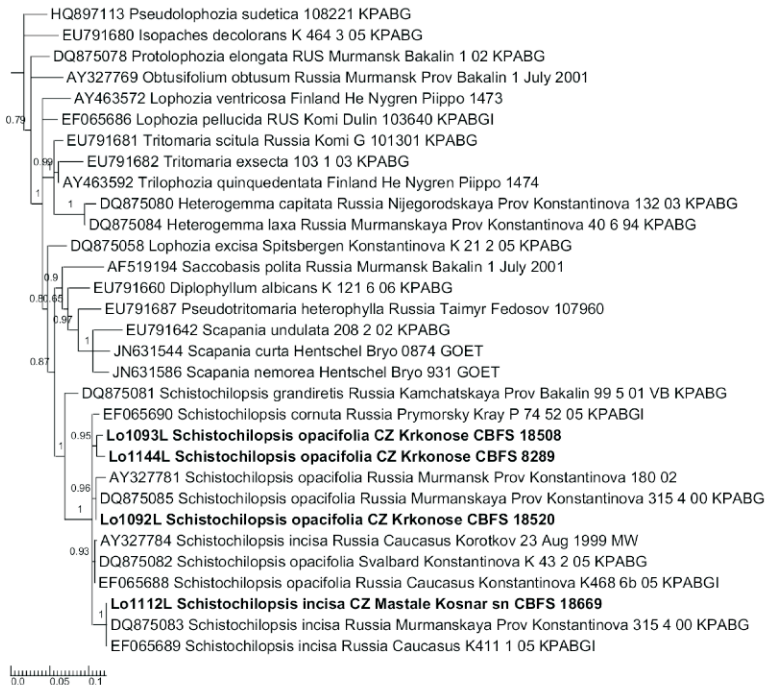 HQ897113 Pseudolophozia sudetica 108221 KPABG
EU791680 Isopaches decolorans K 464 3 05 KPABG
DQ875078 Protolophozia elongata RUS Murmansk Bakalin 1 02 KPABG
AY327769 Obtusifolium obtusum Russia Murmansk Prov Bakalin 1 July 2001
AY463572 Lophozia ventricosa Finland He Nygren Piippo 1473
0.79
EF065686 Lophozia pellucida RUS Komi Dulin 103640 KPABGI
EU791681 Tritomaria scitula Russia Komi G 101301 KPABG
0.99
1
EU791682 Tritomaria exsecta 103 1 03 KPABG
AY463592 Trilophozia quinquedentata Finland He Nygren Piippo 1474
1
1
DQ875080 Heterogemma capitata Russia Nijegorodskaya Prov Konstantinova 132 03 KPABG
DQ875084 Heterogemma laxa Russia Murmanskaya Prov Konstantinova 40 6 94 KPABG
DQ875058 Lophozia excisa Spitsbergen Konstantinova K 21 2 05 KPABG
AF519194 Saccobasis polita Russia Murmansk Bakalin 1 July 2001
0.9
EU791660 Diplophyllum albicans K 121 6 06 KPABG
0.65
EU791687 Pseudotritomaria heterophylla Russia Taimyr Fedosov 107960
0.97
EU791642 Scapania undulata 208 2 02 KPABG
1
JN631544 Scapania curta Hentschel Bryo 0874 GOET
0.87
JN631586 Scapania nemorea Hentschel Bryo 931 GOET
DQ875081 Schistochilopsis grandiretis Russia Kamchatskaya Prov Bakalin 99 5 01 VB KPABG
EF065690 Schistochilopsis cornuta Russia Prymorsky Kray P 74 52 05 KPABGI
0.95
Lo1093L Schistochilopsis opacifolia CZ Krkonose CBFS 18508
1
Lo1144L Schistochilopsis opacifolia CZ Krkonose CBFS 8289
AY327781 Schistochilopsis opacifolia Russia Murmansk Prov Konstantinova 180 02
0.96
DQ875085 Schistochilopsis opacifolia Russia Murmanskaya Prov Konstantinova 315 4 00 KPABG
1
Lo1092L Schistochilopsis opacifolia CZ Krkonose CBFS 18520
AY327784 Schistochilopsis incisa Russia Caucasus Korotkov 23 Aug 1999 MW
0.93
DQ875082 Schistochilopsis opacifolia Svalbard Konstantinova K 43 2 05 KPABG
EF065688 Schistochilopsis opacifolia Russia Caucasus Konstantinova K468 6b 05 KPABGI
Lo1112L Schistochilopsis incisa CZ Mastale Kosnar sn CBFS 18669
1
DQ875083 Schistochilopsis incisa Russia Murmanskaya Prov Konstantinova 315 4 00 KPABG
EF065689 Schistochilopsis incisa Russia Caucasus K411 1 05 KPABGI
0.0 0.05 0.1